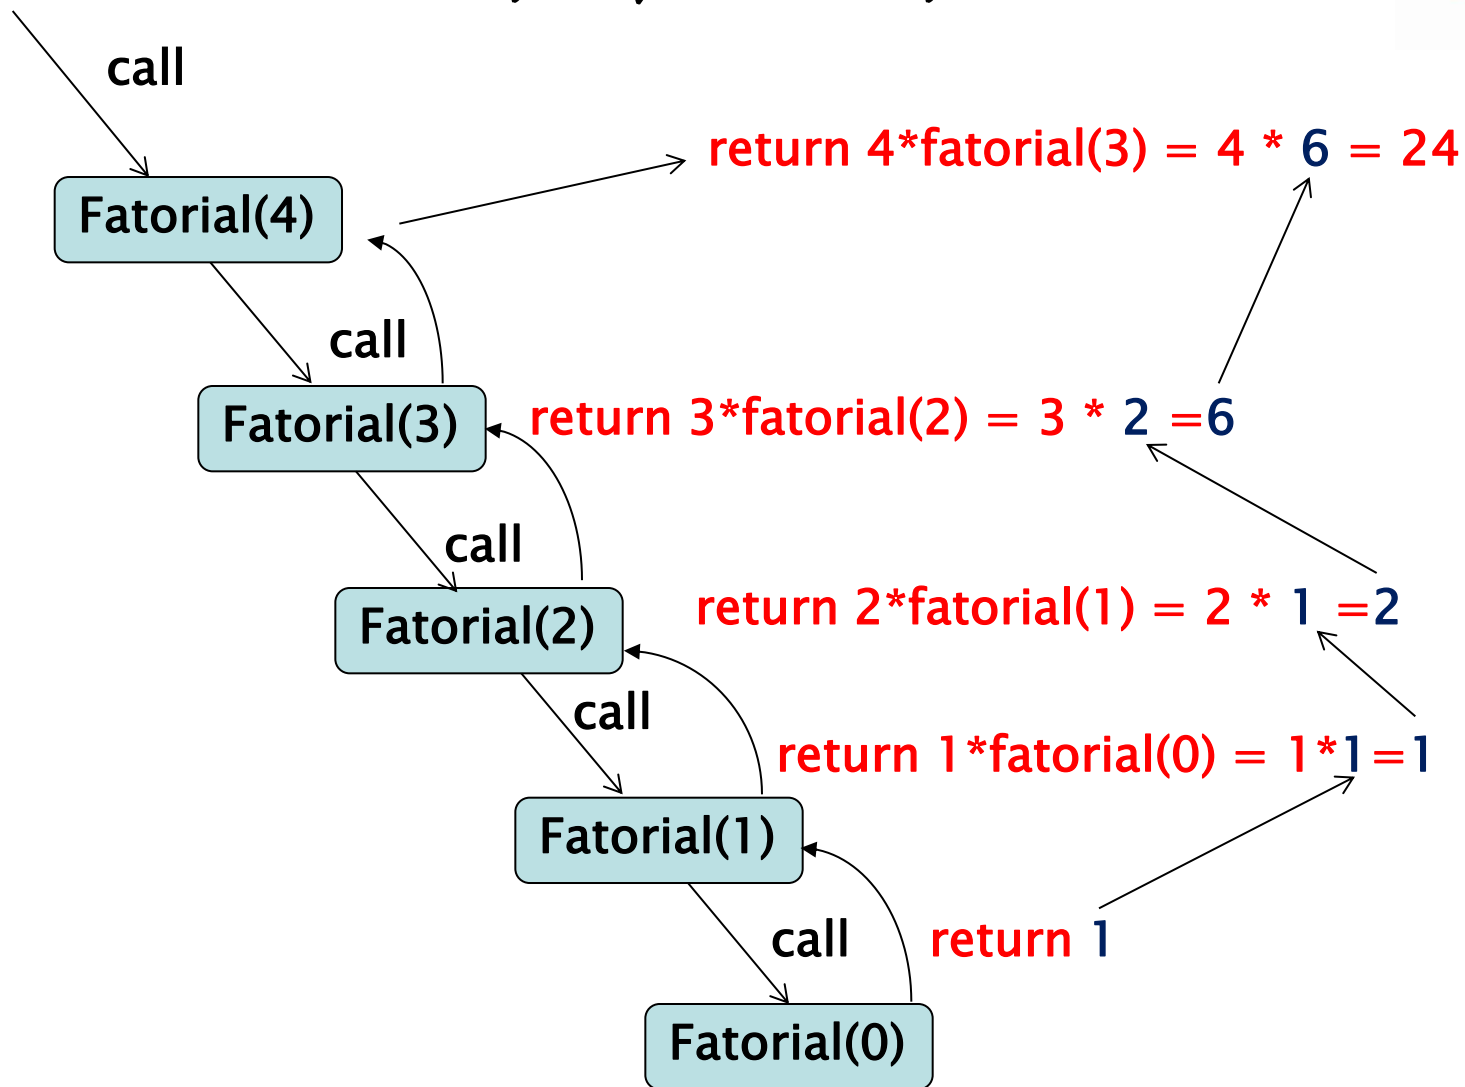 call
return 4*fatorial(3) = 4 * 6 = 24
Fatorial(4)
call
Fatorial(3)
return 3*fatorial(2) = 3 * 2 =6
call
Fatorial(2)
return 2*fatorial(1) = 2 * 1 =2
call
return 1*fatorial(0) = 1*1=1
Fatorial(1)
call
return 1
Fatorial(0)